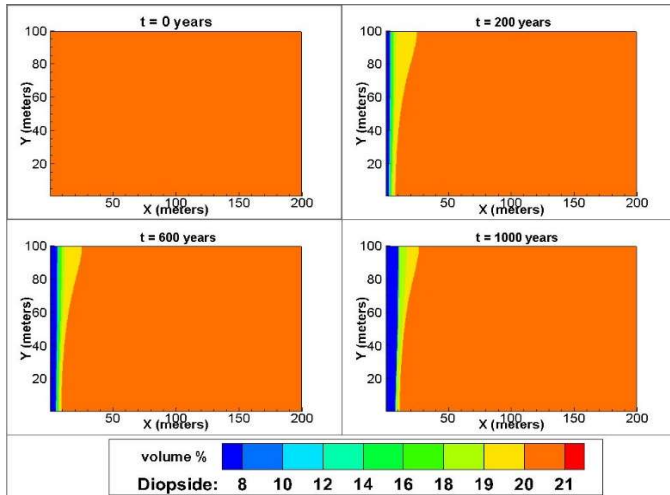 t = 0 years
100
80
60
40
20
Y (meters)
50
100
150
200
X (meters)
t = 200 years
100
80
60
40
20
Y (meters)
50
100
150
200
X (meters)
t = 600 years
100
80
60
40
20
Y (meters)
50
100
150
200
X (meters)
t = 1000 years
100
80
60
40
20
Y (meters)
50
100
150
200
X (meters)
volume %
Diopside: 8 10 12 14 16 18 19 20 21